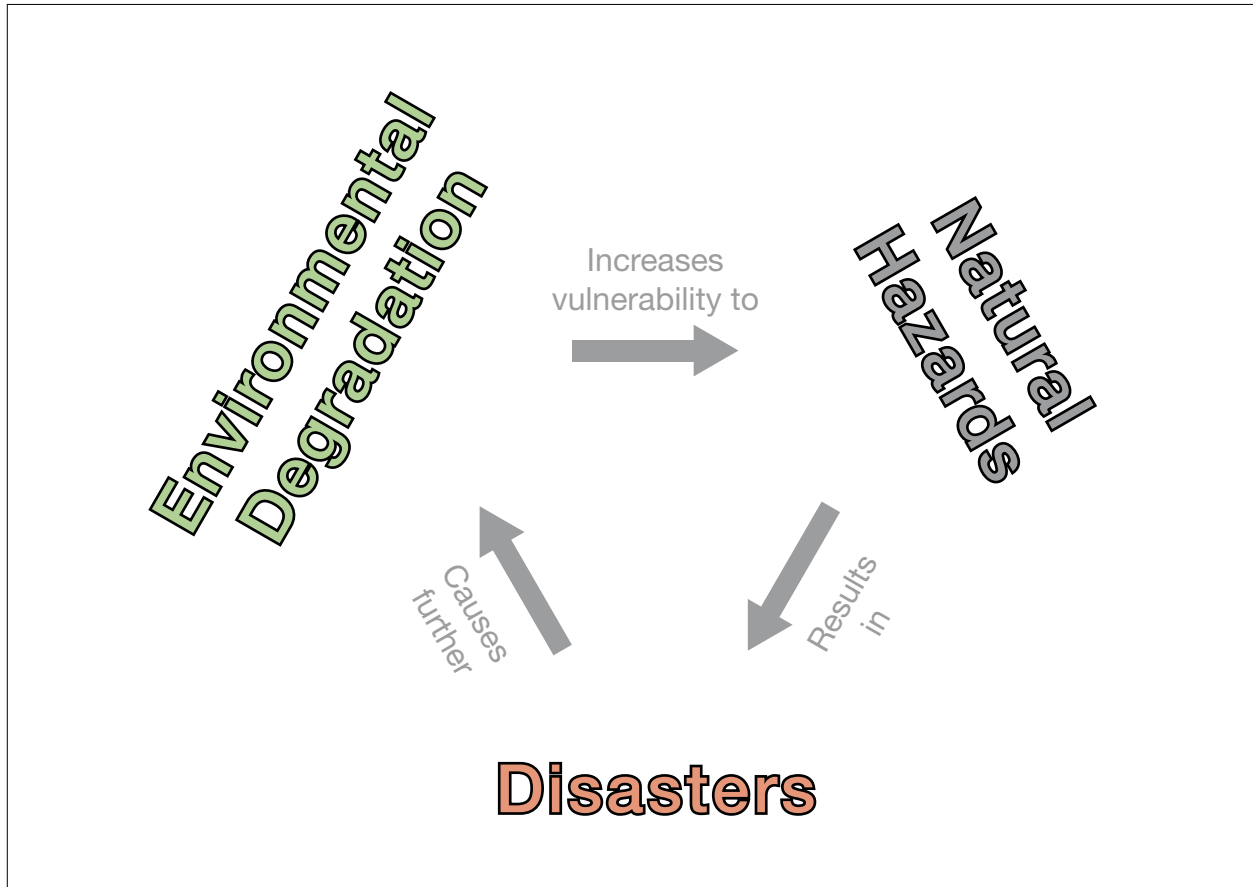 Environmental
Degradation
Increases
vulnerability to
Natural
Hazards
Results
in
Disasters
Causes
further